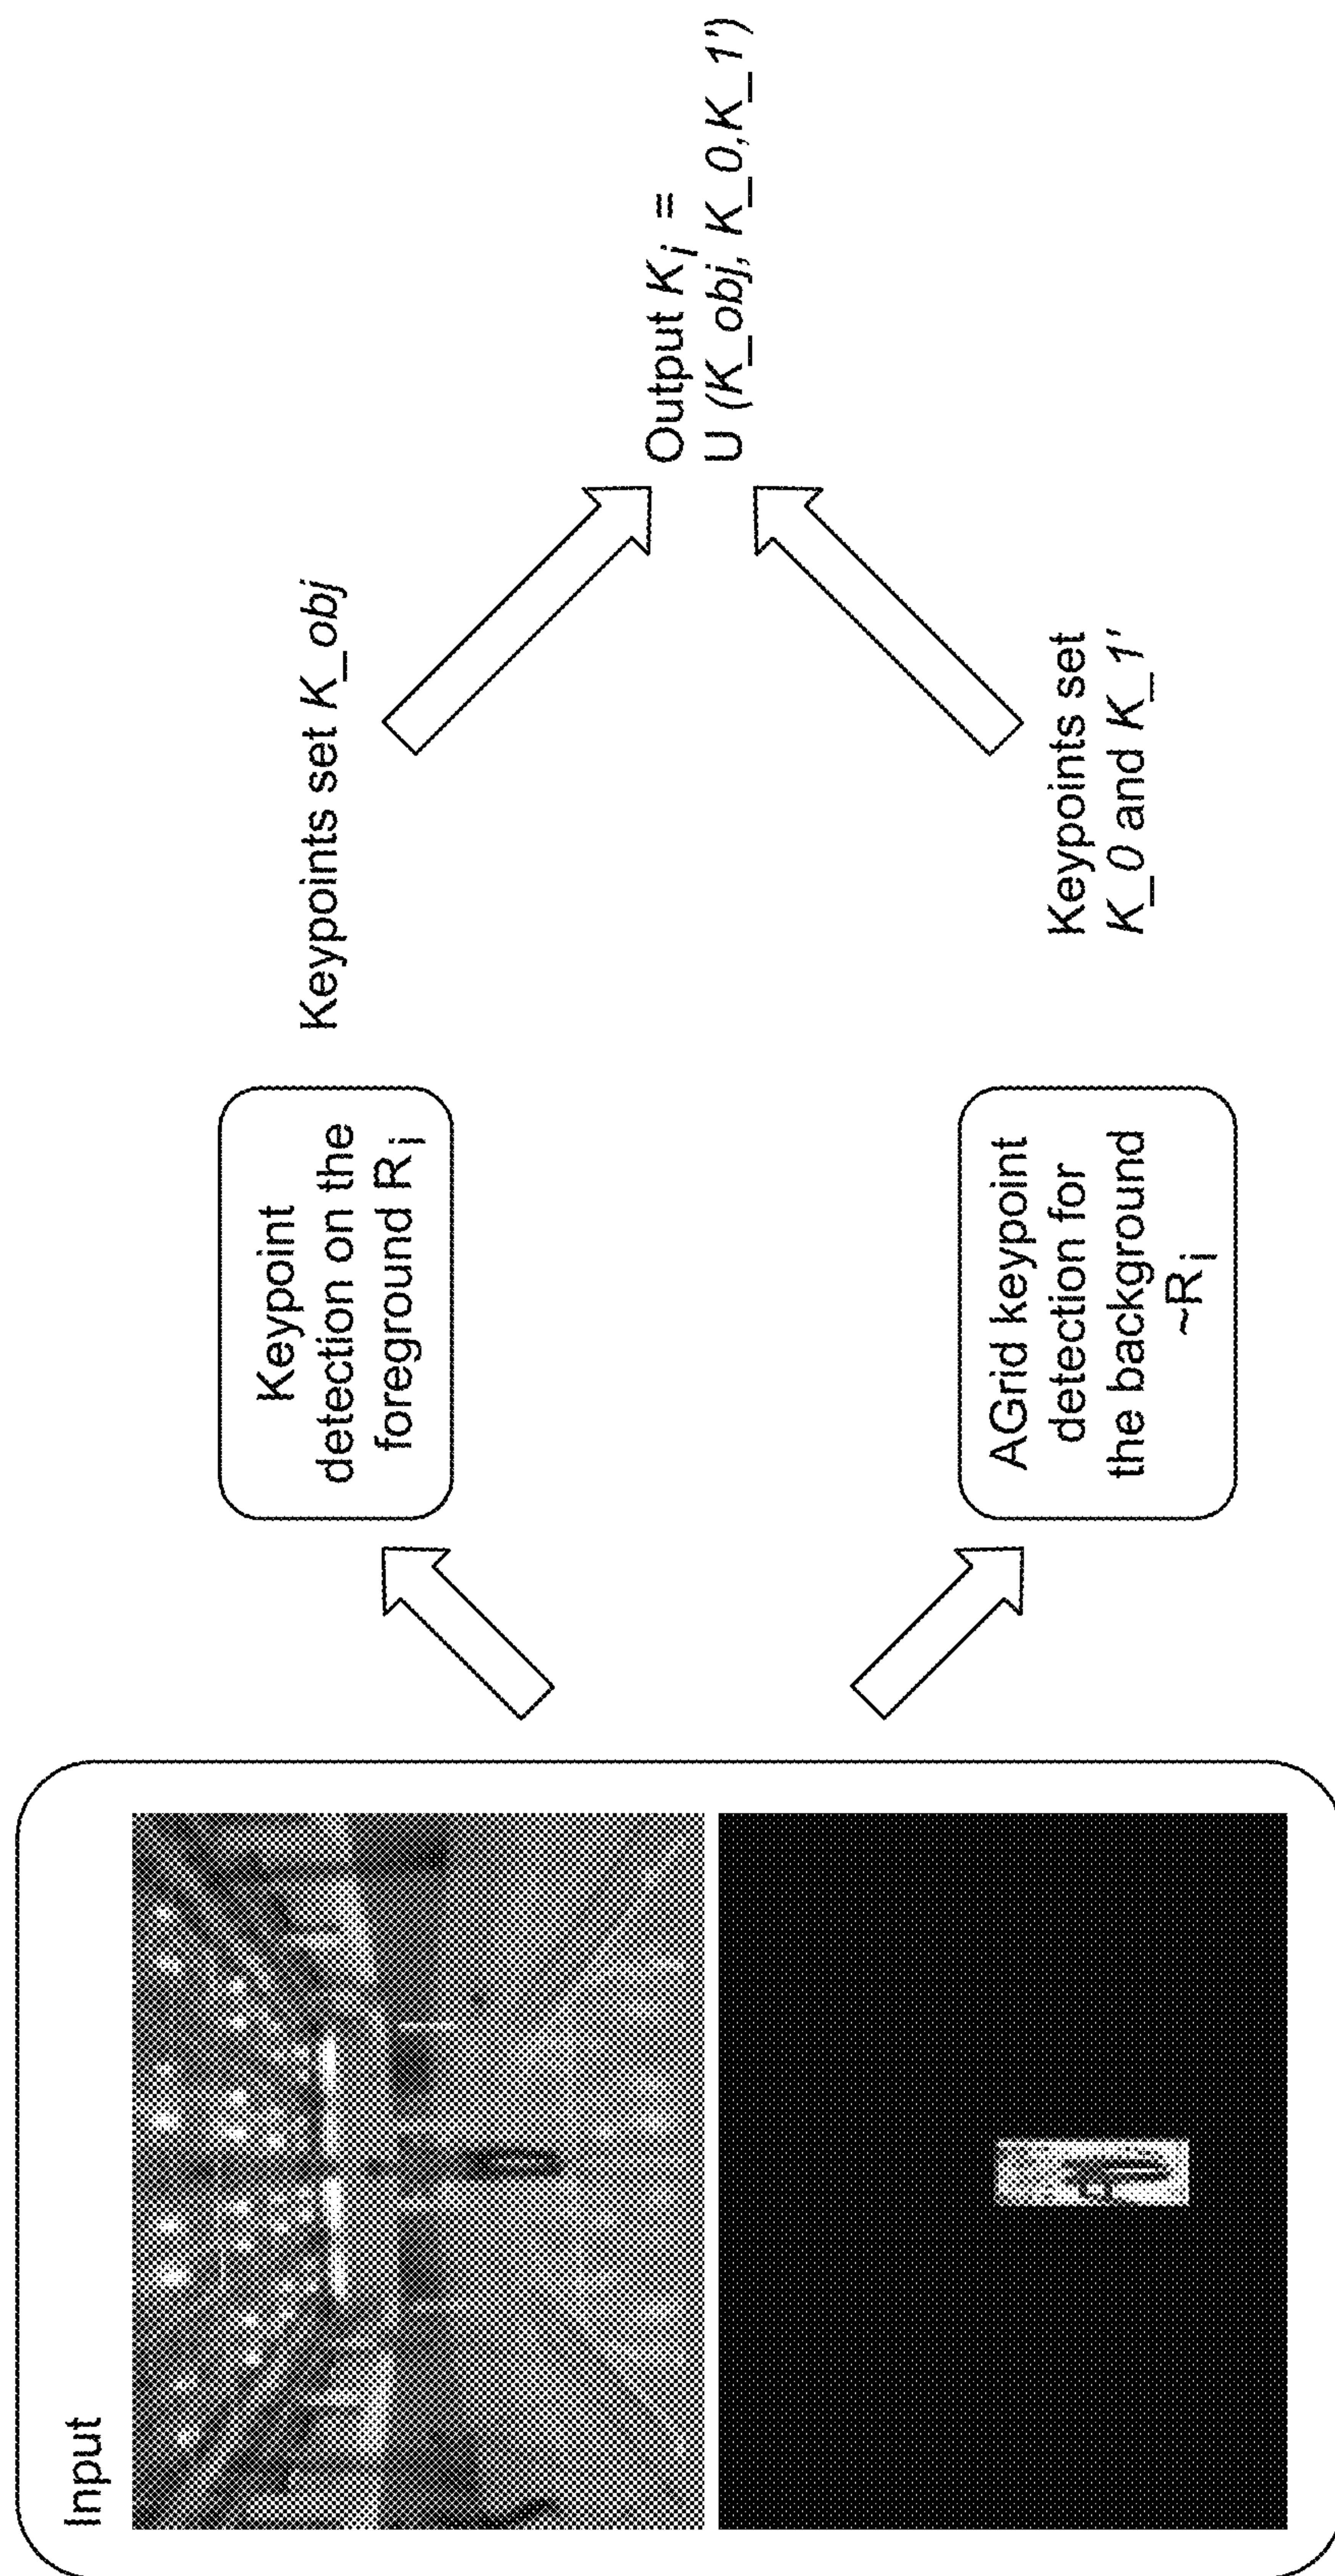 Input
Keypoint
detection on the
foreground R_i
AGrid keypoint
detection for
the background
~R_i
Keypoints set K_obj
Keypoints set
K_0 and K_1'
Output K_i =
U (K_obj, K_0,K_1')